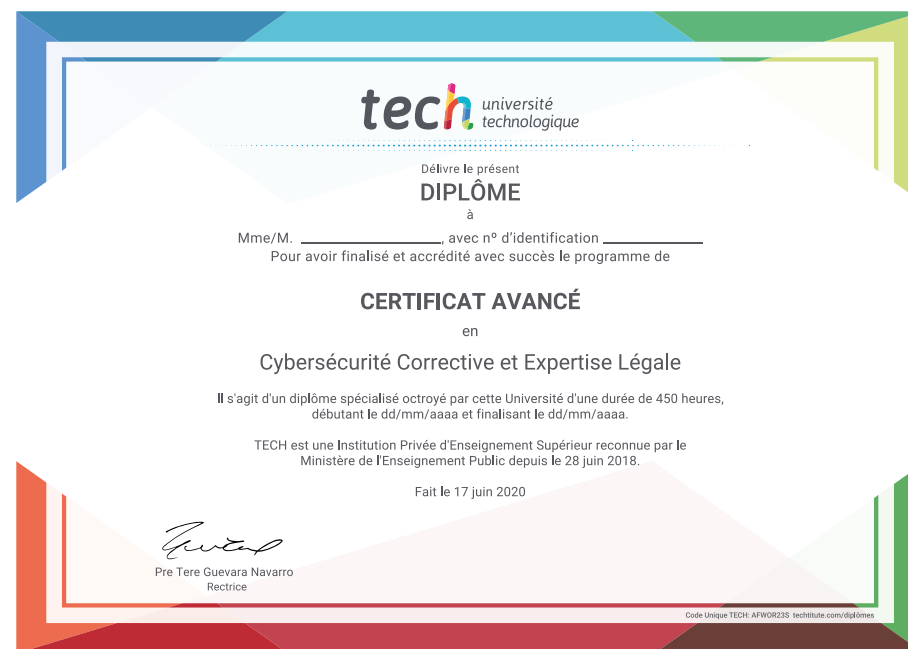 tech université
technologique
Délivre le présent
DIPLÔME
à
Mme/M. ____________________, avec nº d'identification ______________
Pour avoir finalisé et accrédité avec succès le programme de
CERTIFICAT AVANCÉ
en
Cybersécurité Corrective et Expertise Légale
Il s'agit d'un diplôme spécialisé octroyé par cette Université d'une durée de 450 heures,
débutant le dd/mm/aaaa et finalisant le dd/mm/aaaa.
TECH est une Institution Privée d'Enseignement Supérieur reconnue par le
Ministère de l'Enseignement Public depuis le 28 juin 2018.
Fait le 17 juin 2020
Pre Tere Guevara Navarro
Rectrice
Code Unique TECH: AFWOR23S techtitute.com/diplômes